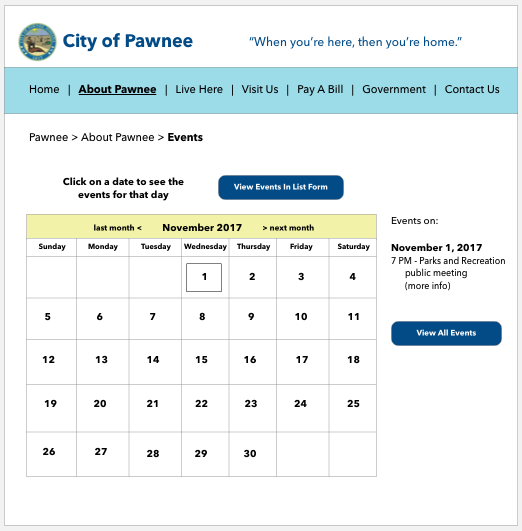 City of Pawnee
“When you’re here, then you’re home.”
Home | About Pawnee | Live Here | Visit Us | Pay A Bill | Government | Contact Us
Pawnee > About Pawnee > Events
Click on a date to see the
events for that day
View Events In List Form
last month < November 2017 > next month
Sunday Monday Tuesday Wednesday Thursday Friday Saturday
1 2 3 4
5 6 7 8 9 10 11
12 13 14 15 16 17 18
19 20 21 22 23 24 25
26 27 28 29 30
Events on:
November 1, 2017
7 PM - Parks and Recreation
public meeting
(more info)
View All Events